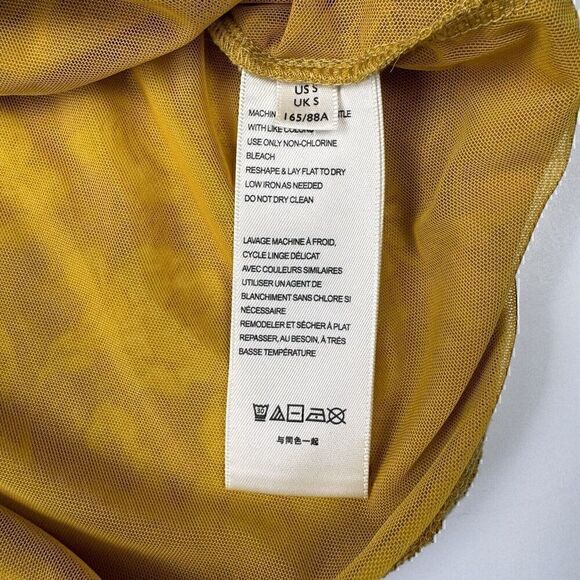 US S
UK S
165/88A
MACHIN TLE
WITH LIKE COLORS
USE ONLY NON-CHLORINE
BLEACH
RESHAPE & LAY FLAT TO DRY
LOW IRON AS NEEDED
DO NOT DRY CLEAN
LAVAGE MACHINE À FROID,
CYCLE LINGE DÉLICAT
AVEC COULEURS SIMILAIRES
UTILISER UN AGENT DE
BLANCHIMENT SANS CHLORE SI
NÉCESSAIRE
REMODELER ET SÉCHER À PLAT
REPASSER, AU BESOIN, À TRÈS
BASSE TEMPÉRATURE
30
与同色一起